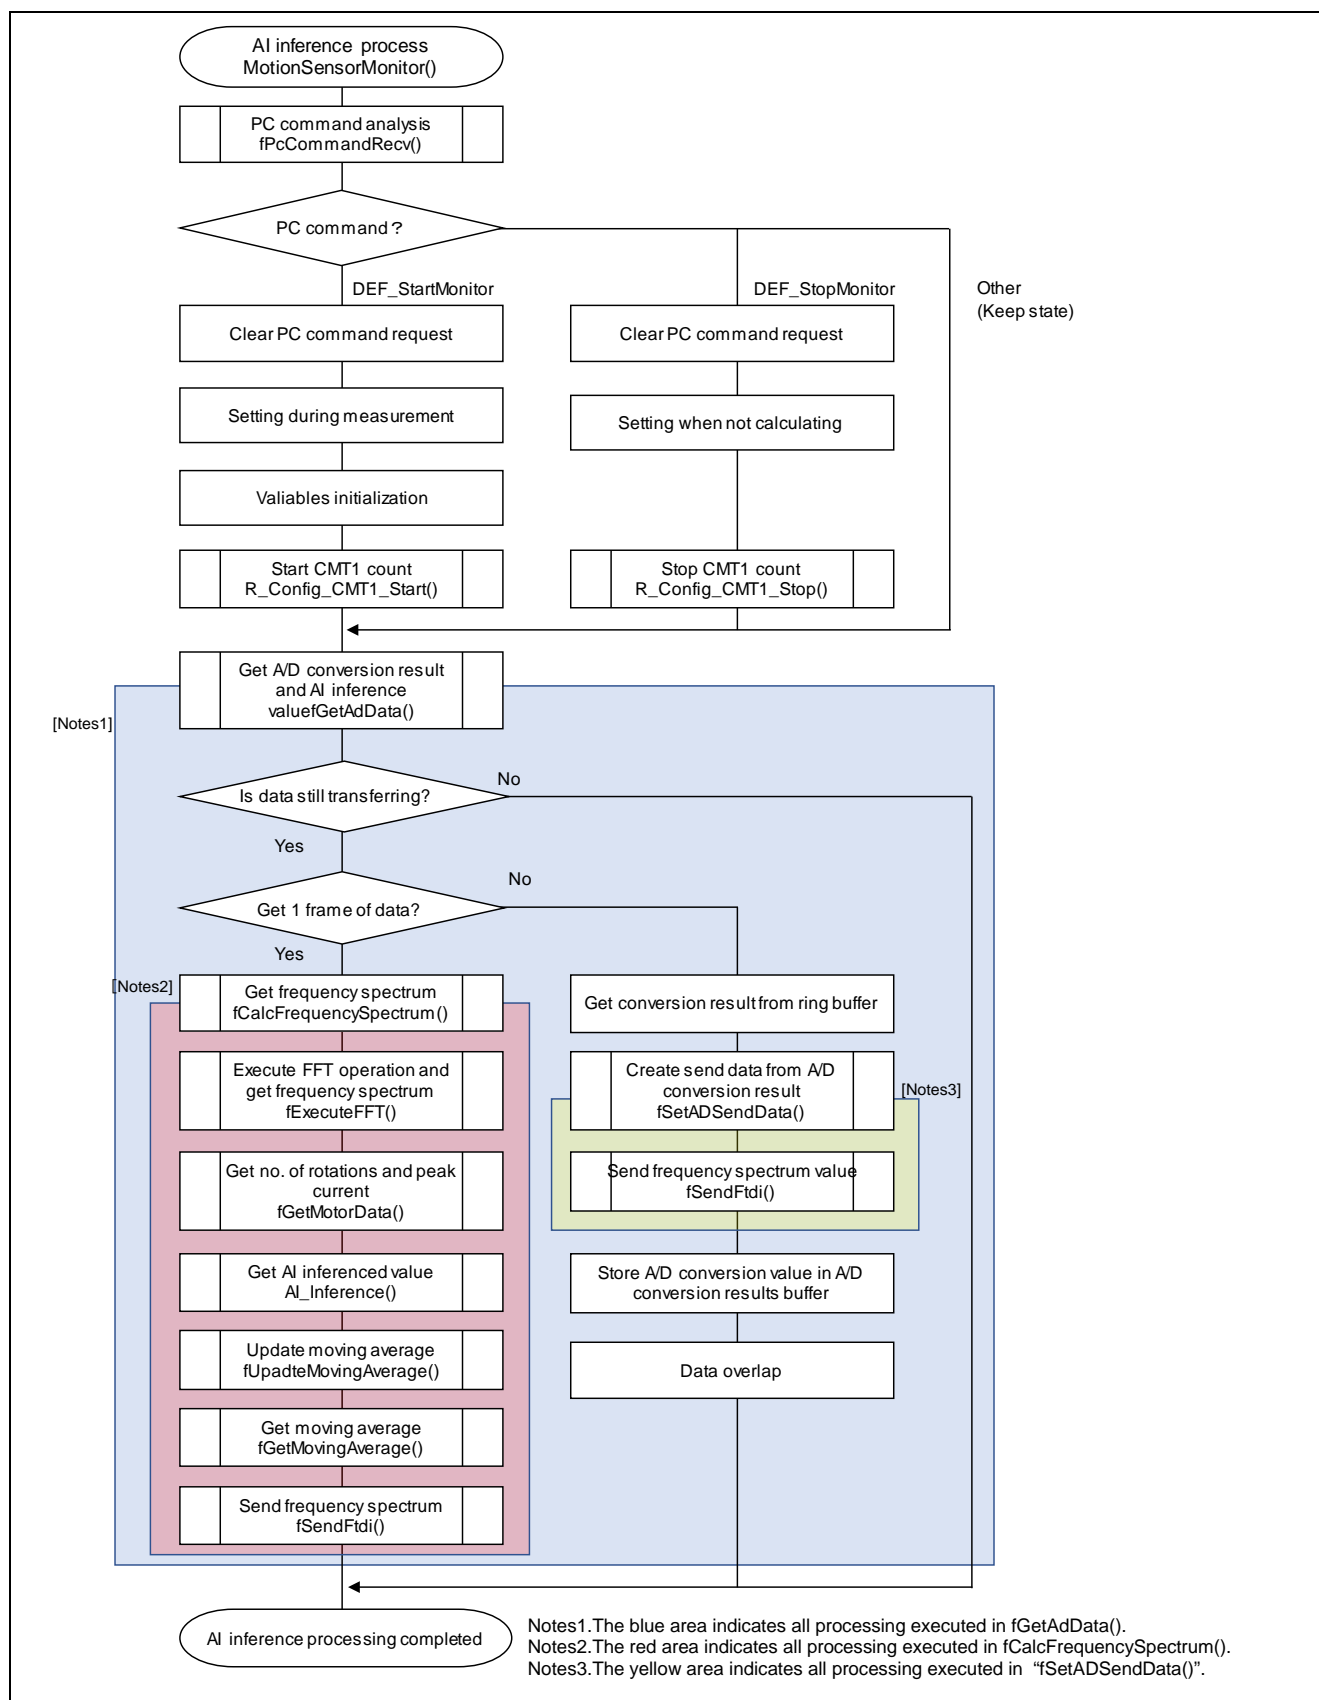 AI inference process
MotionSensorMonitor()
PC command analysis
fPcCommandRecv()
PC command？
DEF_StartMonitor
DEF_StopMonitor
Other
(Keep state)
Clear PC command request
Clear PC command request
Setting during measurement
Setting when not calculating
Valiables initialization
Start CMT1 count
R_Config_CMT1_Start()
Stop CMT1 count
R_Config_CMT1_Stop()
Get A/D conversion result
and AI inference
valuefGetAdData()
[Notes1]
Is data still transferring?
No
Yes
Get 1 frame of data?
No
Yes
[Notes2]
Get frequency spectrum
fCalcFrequencySpectrum()
Execute FFT operation and
get frequency spectrum
fExecuteFFT()
Get no. of rotations and peak
current
fGetMotorData()
Get AI inferenced value
AI_Inference()
Update moving average
fUpadteMovingAverage()
Get moving average
fGetMovingAverage()
Send frequency spectrum
fSendFtdi()
Get conversion result from ring buffer
Create send data from A/D
conversion result
fSetADSendData()
[Notes3]
Send frequency spectrum value
fSendFtdi()
Store A/D conversion value in A/D
conversion results buffer
Data overlap
AI inference processing completed
Notes1.The blue area indicates all processing executed in fGetAdData().
Notes2.The red area indicates all processing executed in fCalcFrequencySpectrum().
Notes3.The yellow area indicates all processing executed in “fSetADSendData()”.